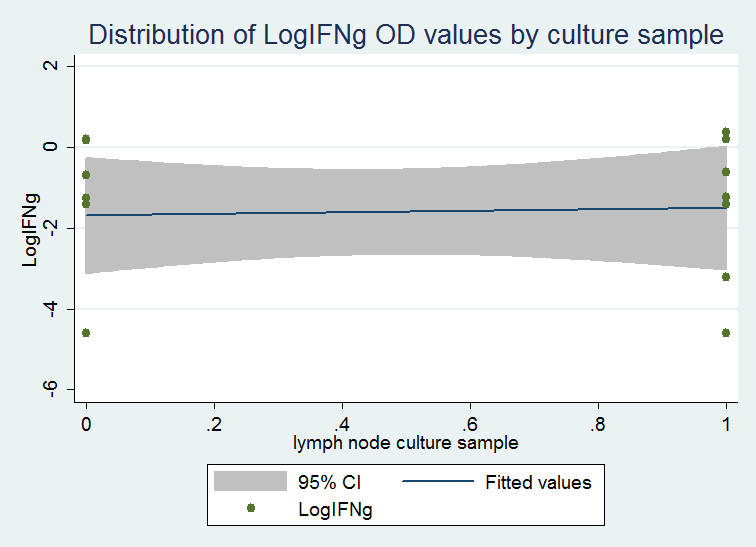 Distribution of LogIFNg OD values by culture sample
2
0
-2
-4
-6
LogIFNg
0 .2 .4 .6 .8 1
lymph node culture sample
95% CI Fitted values
LogIFNg